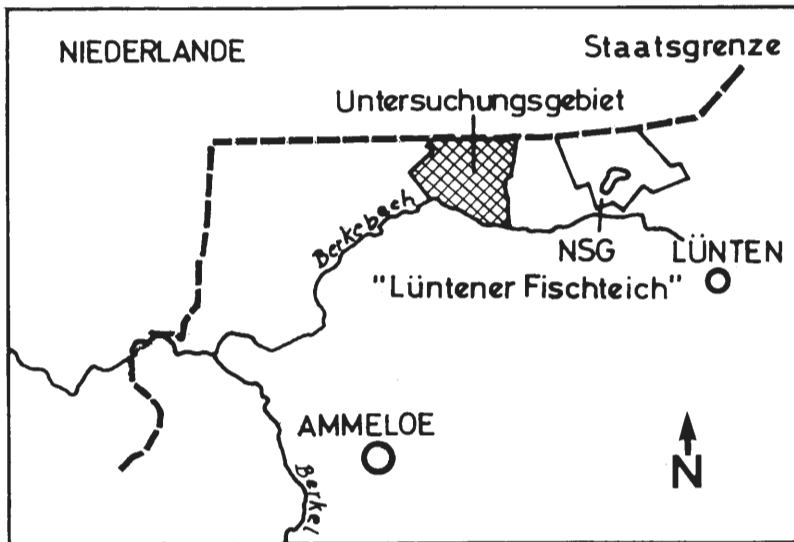 NIEDERLANDE
Staatsgrenze
Untersuchungsgebiet
Berkebach
NSG LÜNTEN
"Lüntener Fischteich"
AMMELOE
Berkel
N